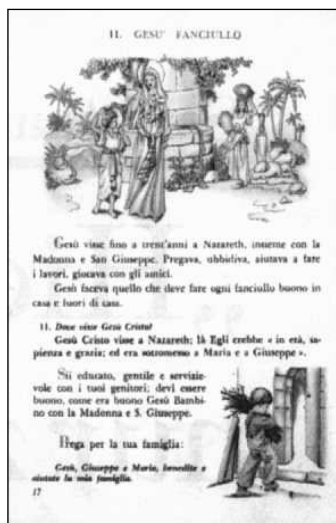 11. GESU' FANCIULLO
Gesù visse fino a trent'anni a Nazareth, insieme con la
Madonna e San Giuseppe. Pregava, ubbidiva, aiutava a fare
i lavori, giocava con gli amici.
Gesù faceva quello che deve fare ogni fanciullo buono in
casa e fuori di casa.
11. Dove visse Gesù Cristo?
Gesù Cristo visse a Nazareth; là Egli crebbe « in età, sa-
pienza e grazia; ed era sottomesso a Maria e a Giuseppe ».
Sii educato, gentile e servizie-
vole con i tuoi genitori; devi essere
buono, come era buono Gesù Bambi-
no con la Madonna e S. Giuseppe.
Prega per la tua famiglia:
Gesù, Giuseppe e Maria, benedite e
aiutate la mia famiglia.
17